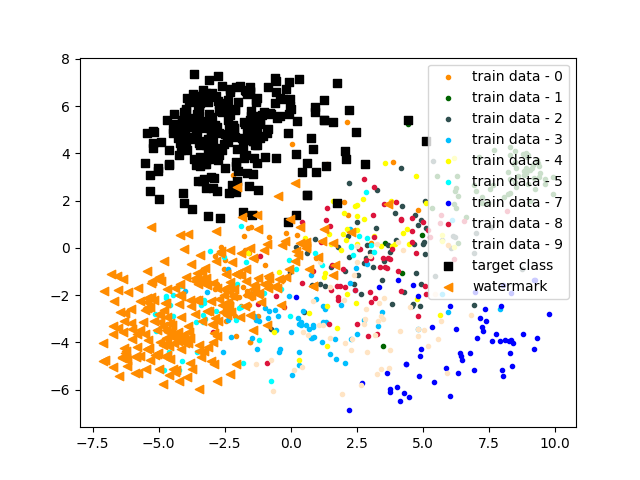 8
6
4
2
0
−2
−4
−6
−7.5
−5.0
−2.5
0.0
2.5
5.0
7.5
10.0
train data - 0
train data - 1
train data - 2
train data - 3
train data - 4
train data - 5
train data - 7
train data - 8
train data - 9
target class
watermark